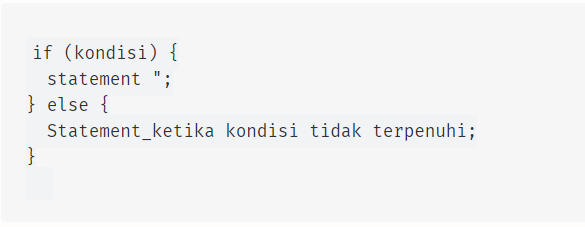 if (kondisi) {
statement ";
} else {
Statement_ketika kondisi tidak terpenuhi;
}